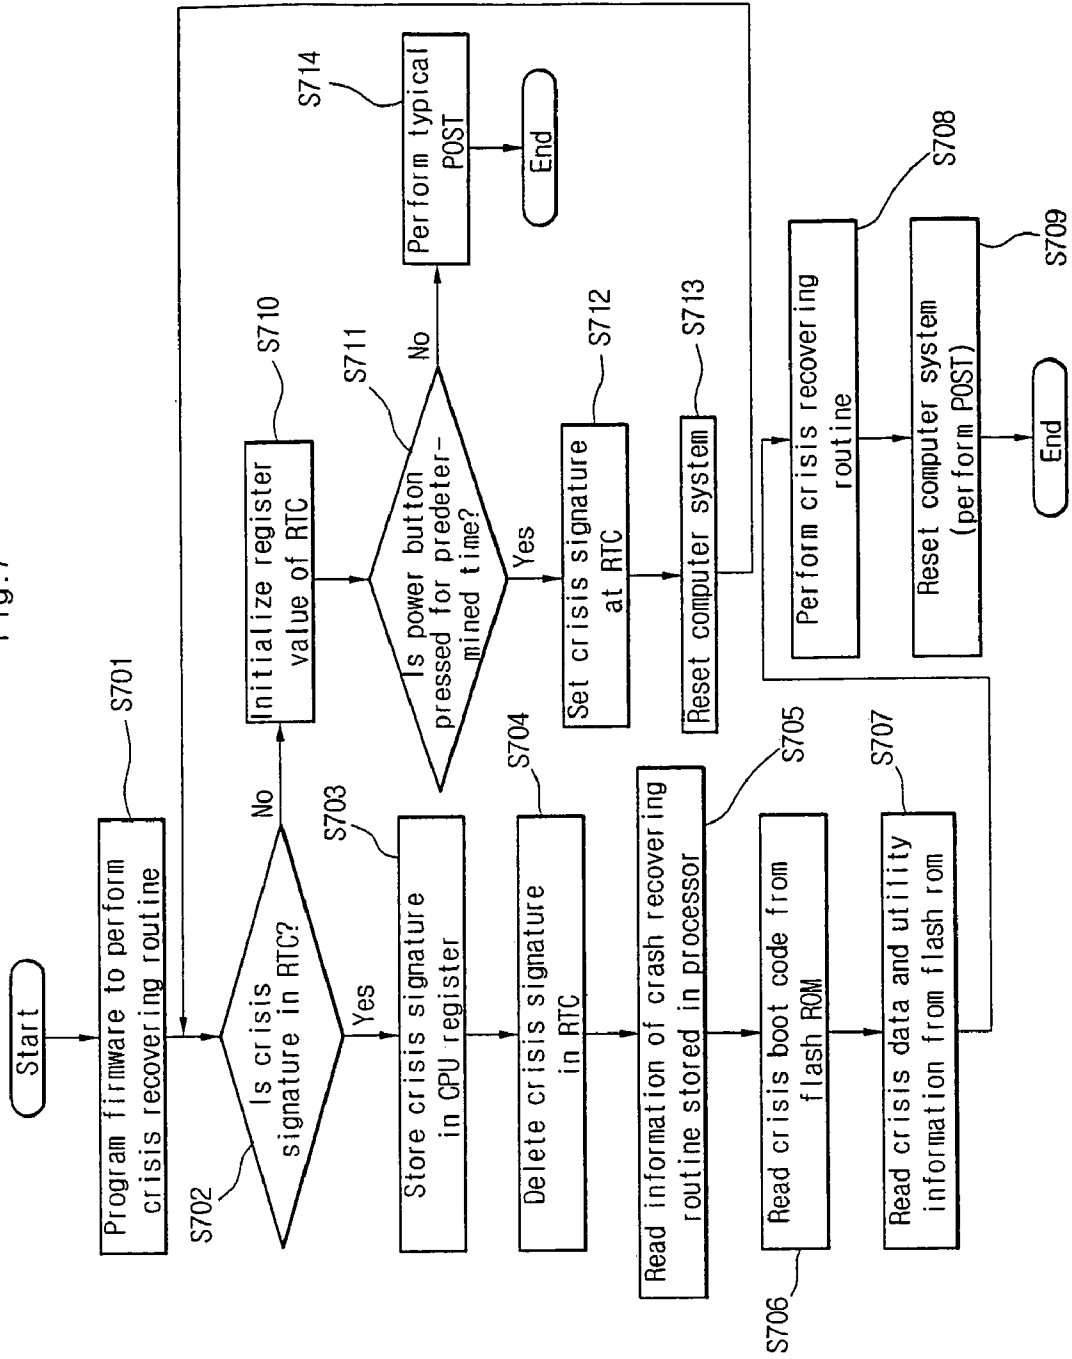 Fig.7
Start
Program firmware to perform
crisis recovering routine
S701
Is crisis
signature in RTC?
S702
No
Yes
Store crisis signature
in CPU register
S703
Delete crisis signature
in RTC
S704
Read information of crash recovering
routine stored in processor
S705
Read crisis boot code from
flash ROM
S706
Read crisis data and utility
information from flash rom
S707
Initialize register
value of RTC
S710
Is power button
pressed for predeter-
mined time?
S711
No
Yes
Set crisis signature
at RTC
S712
Reset computer system
S713
Perform typical
POST
S714
End
Perform crisis recovering
routine
S708
Reset computer system
(perform POST)
S709
End